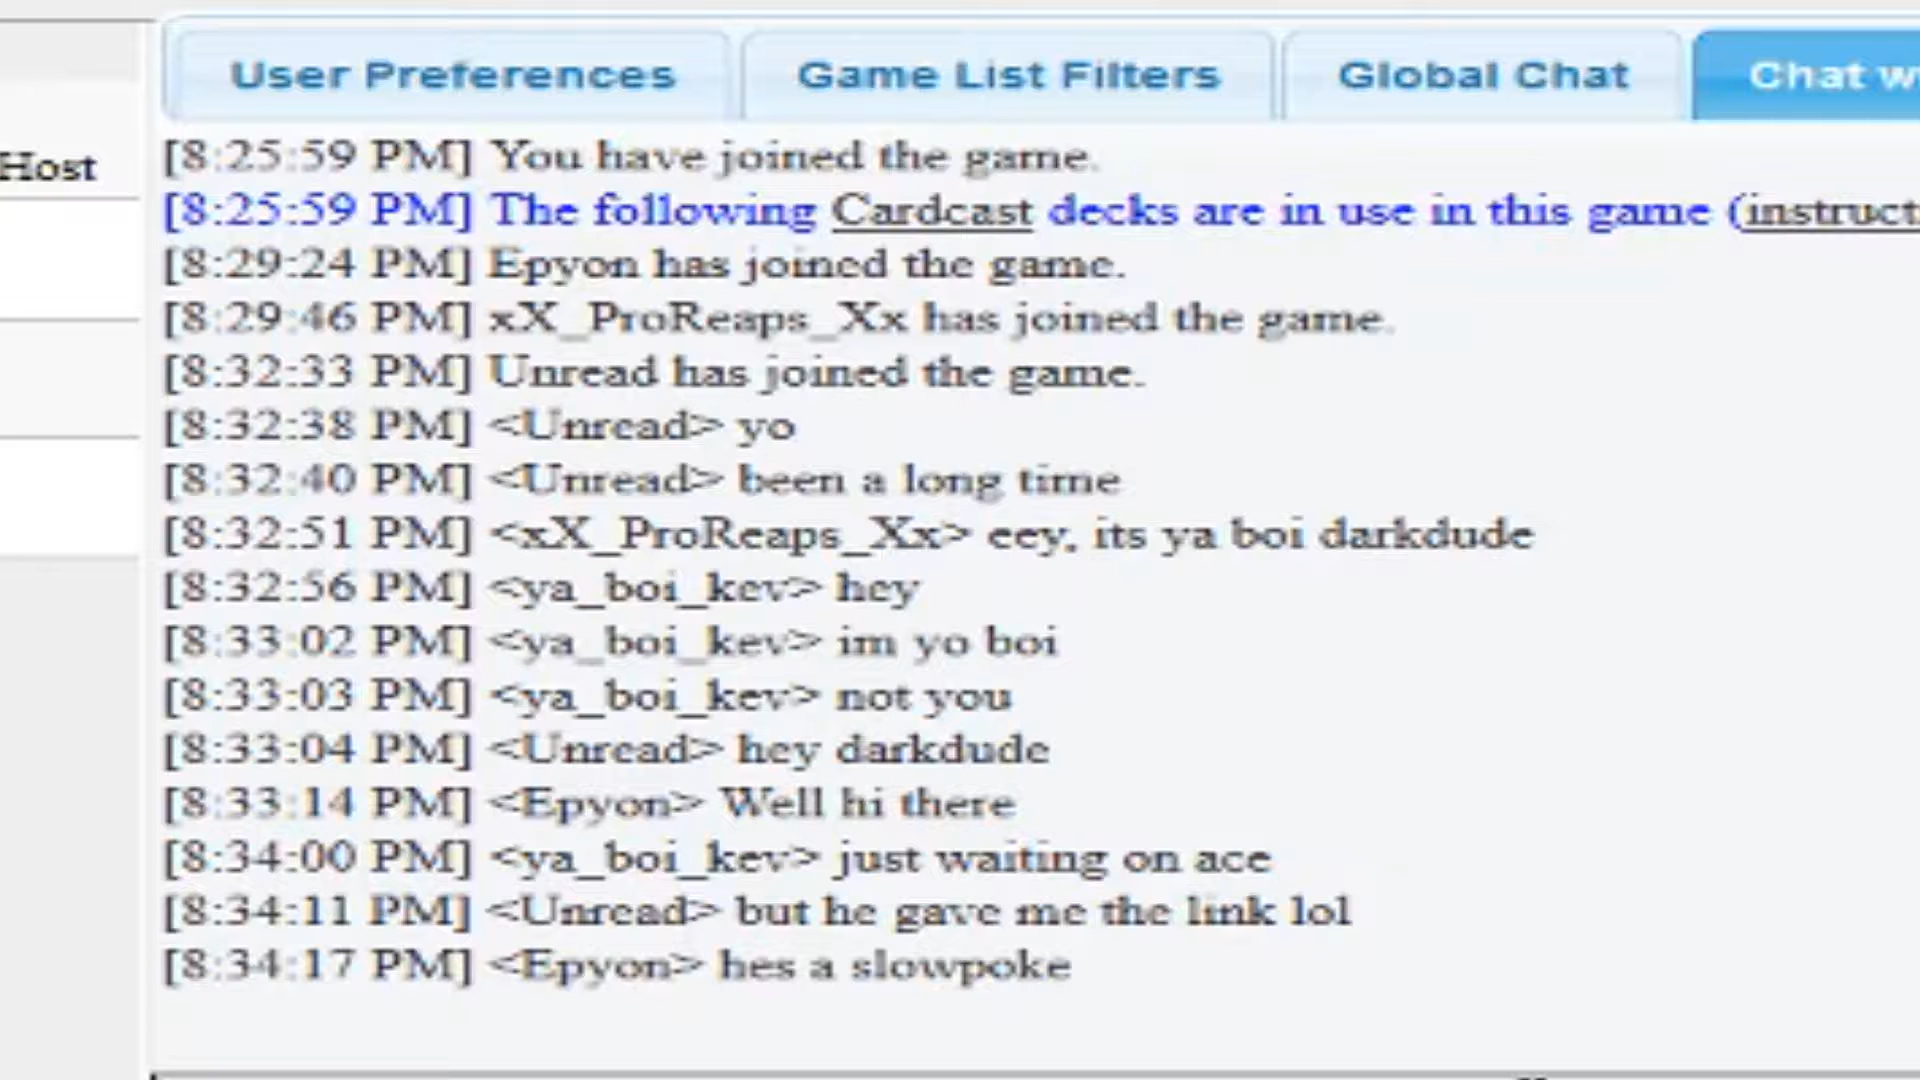 User Preferences Game List Filters Global Chat Chat
Host
[8:25:59 PM] You have joined the game.
[8:25:59 PM] The following Cardcast decks are in use in this game (instruct
[8:29:24 PM] Epyon has joined the game.
[8:29:46 PM] xX_ProReaps_Xx has joined the game.
[8:32:33 PM] Unread has joined the game.
[8:32:38 PM] <Unread> yo
[8:32:40 PM] <Unread> been a long time
[8:32:51 PM] <xX_ProReaps_Xx> eey, its ya boi darkdude
[8:32:56 PM] <ya_boi_kev> hey
[8:33:02 PM] <ya_boi_kev> im yo boi
[8:33:03 PM] <ya_boi_kev> not you
[8:33:04 PM] <Unread> hey darkdude
[8:33:14 PM] <Epyon> Well hi there
[8:34:00 PM] <ya_boi_kev> just waiting on ace
[8:34:11 PM] <Unread> but he gave me the link lol
[8:34:17 PM] <Epyon> hes a slowpoke